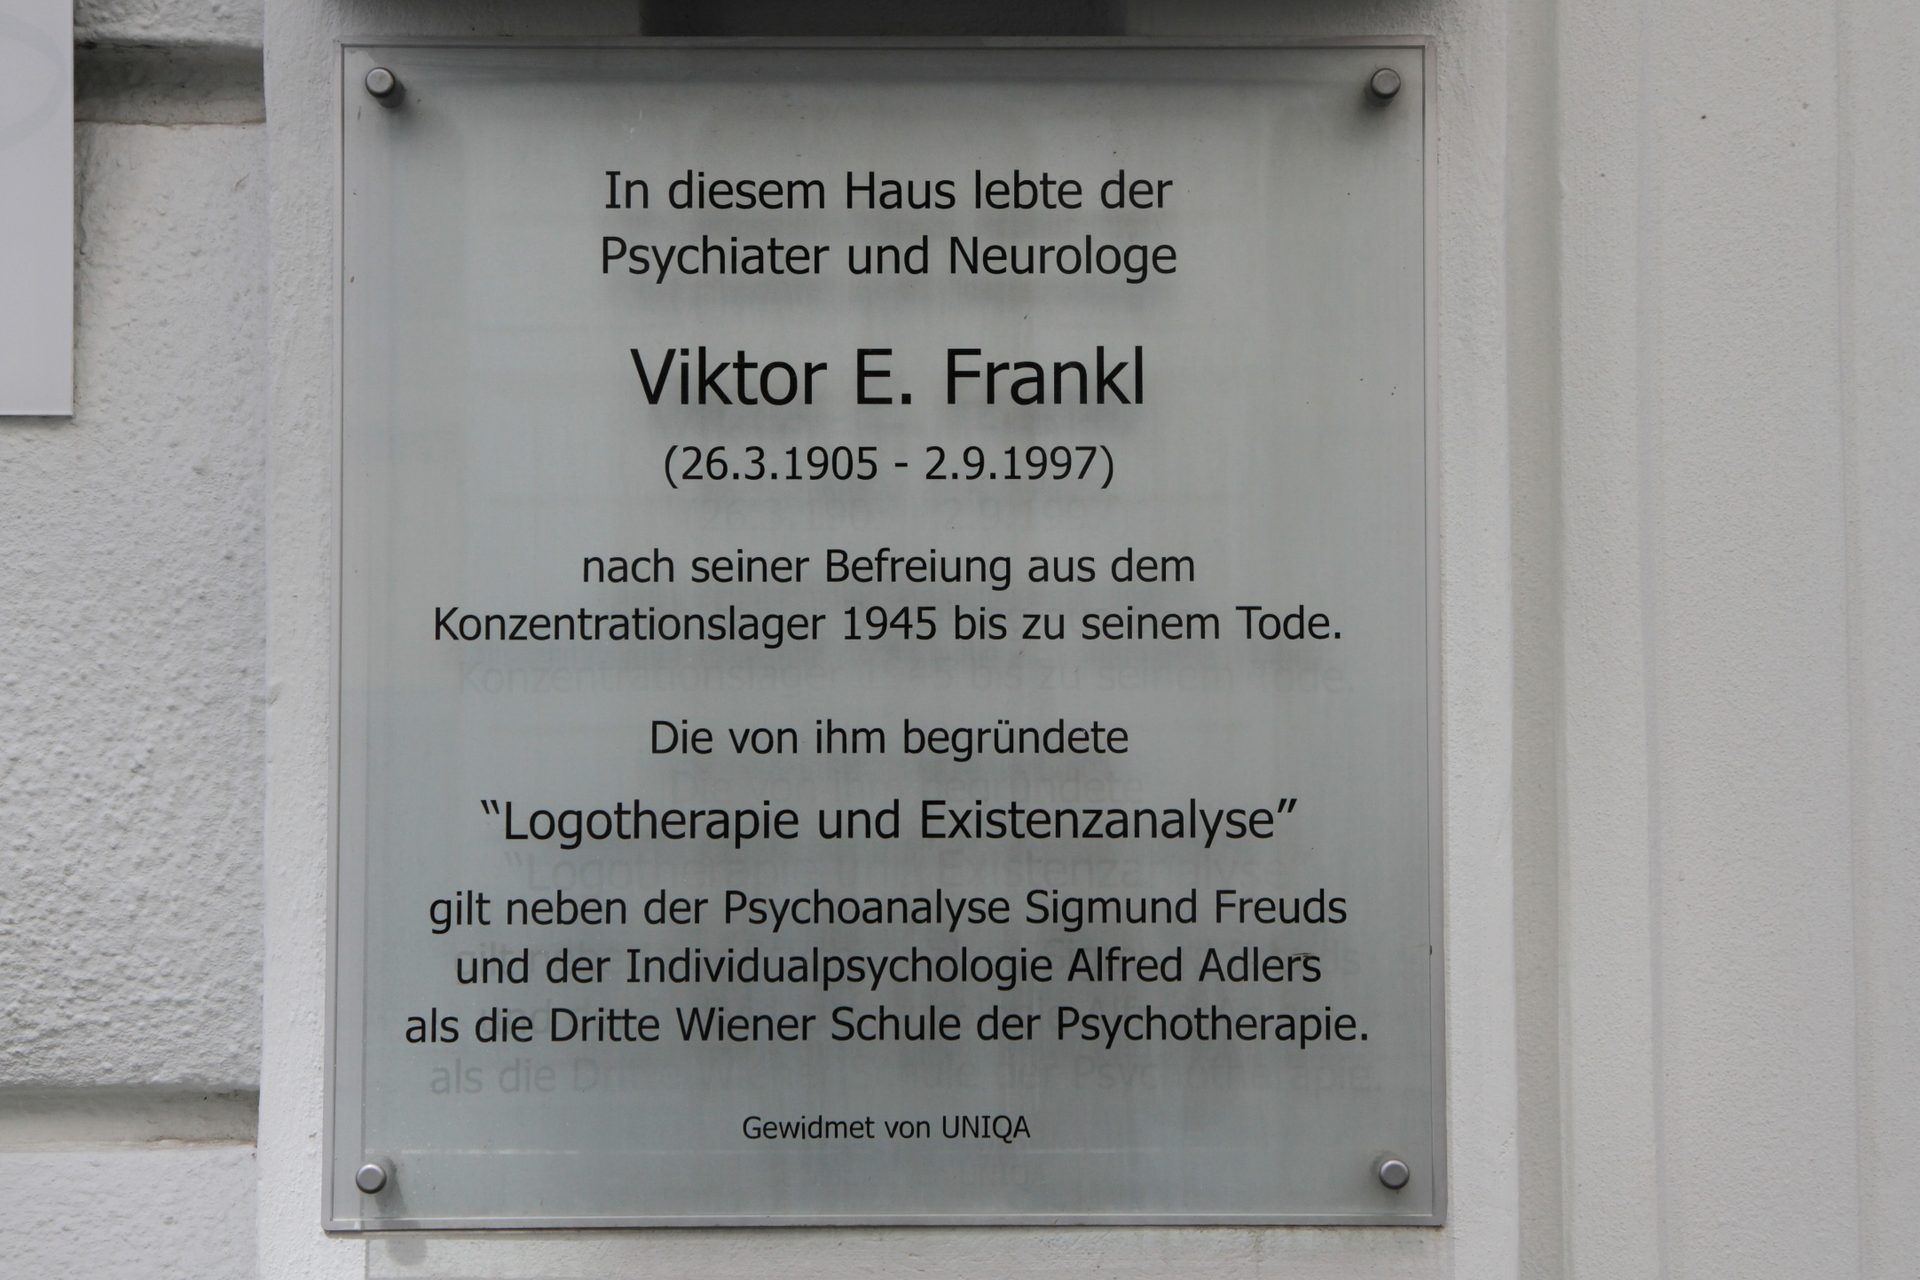 In diesem Haus lebte der
Psychiater und Neurologe
Viktor E. Frankl
(26.3.1905 - 2.9.1997)
nach seiner Befreiung aus dem
Konzentrationslager 1945 bis zu seinem Tode.
Die von ihm begründete
“Logotherapie und Existenzanalyse”
gilt neben der Psychoanalyse Sigmund Freuds
und der Individualpsychologie Alfred Adlers
als die Dritte Wiener Schule der Psychotherapie.
Gewidmet von UNIQA